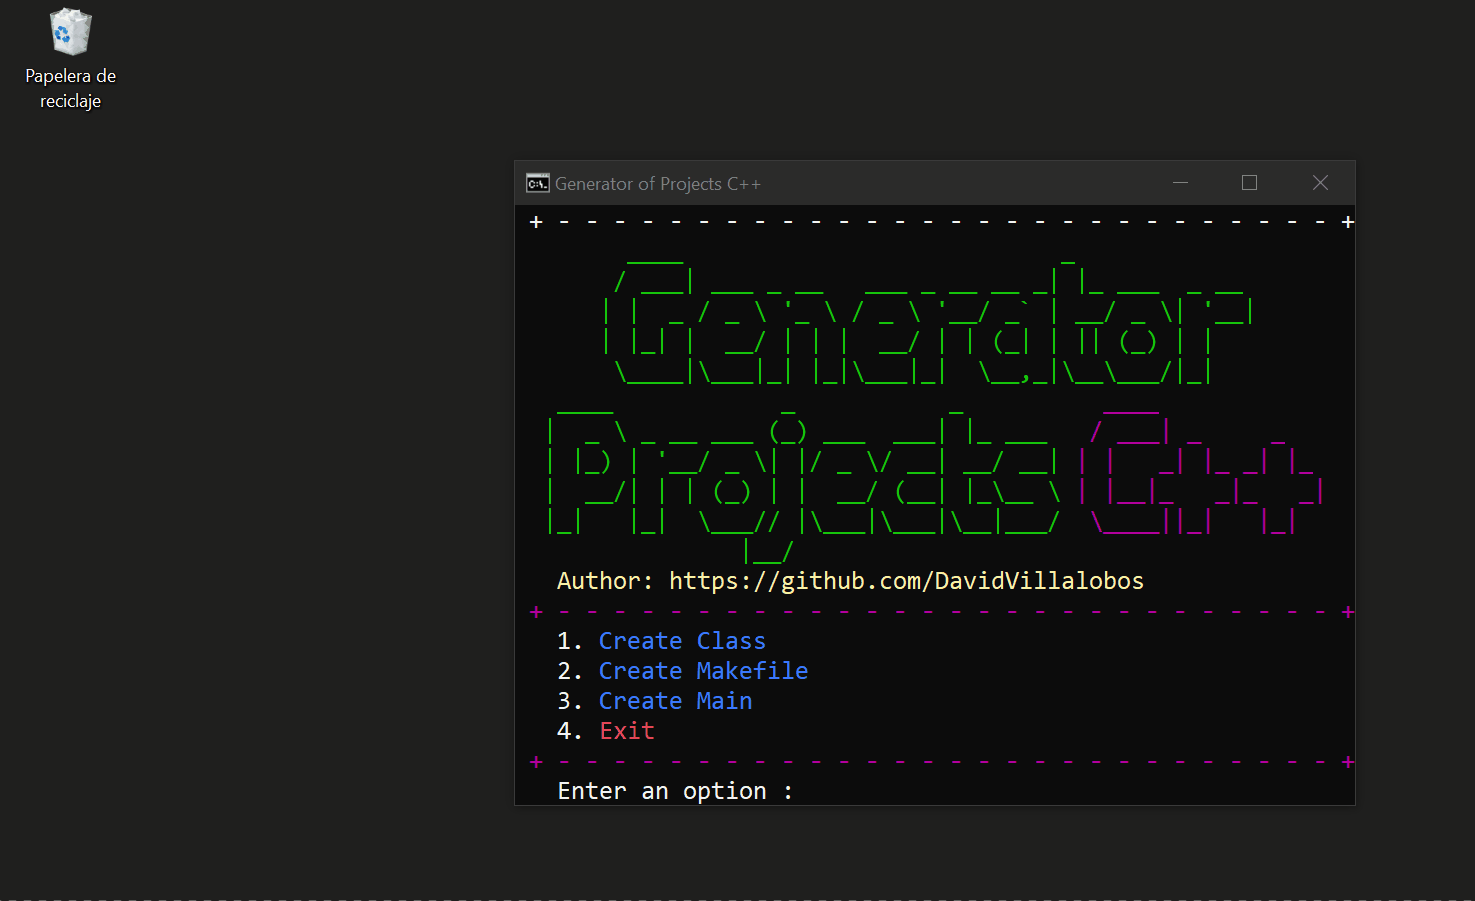 Papelera de
reciclaje
Generator of Projects C++
Generator
Projects C++
Author: https://github.com/DavidVillalobos
1. Create Class
2. Create Makefile
3. Create Main
4. Exit
Enter an option :